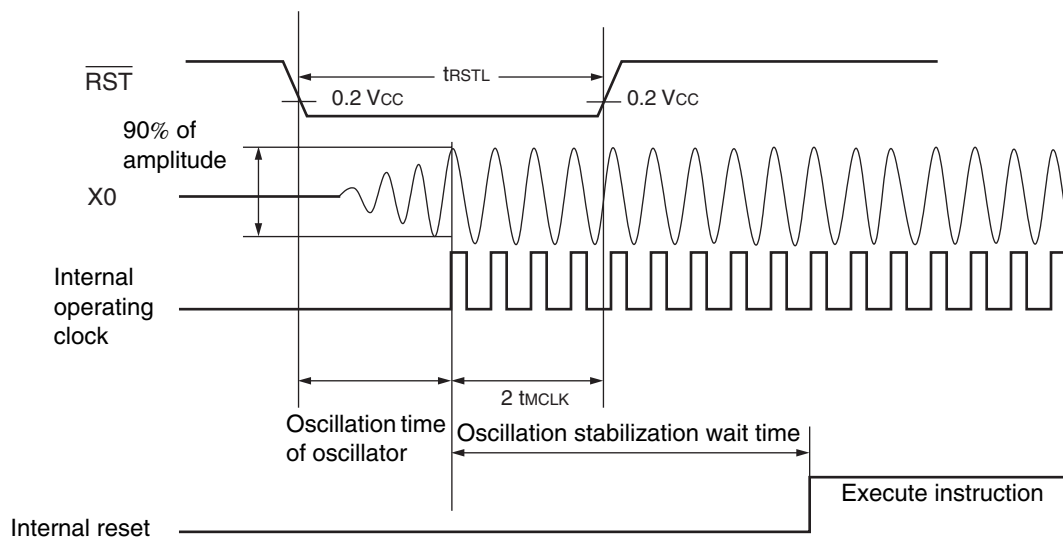 RST
tRSTL
0.2 VCC
0.2 VCC
90% of
amplitude
X0
Internal
operating
clock
2 tMCLK
Oscillation time
of oscillator
Oscillation stabilization wait time
Execute instruction
Internal reset